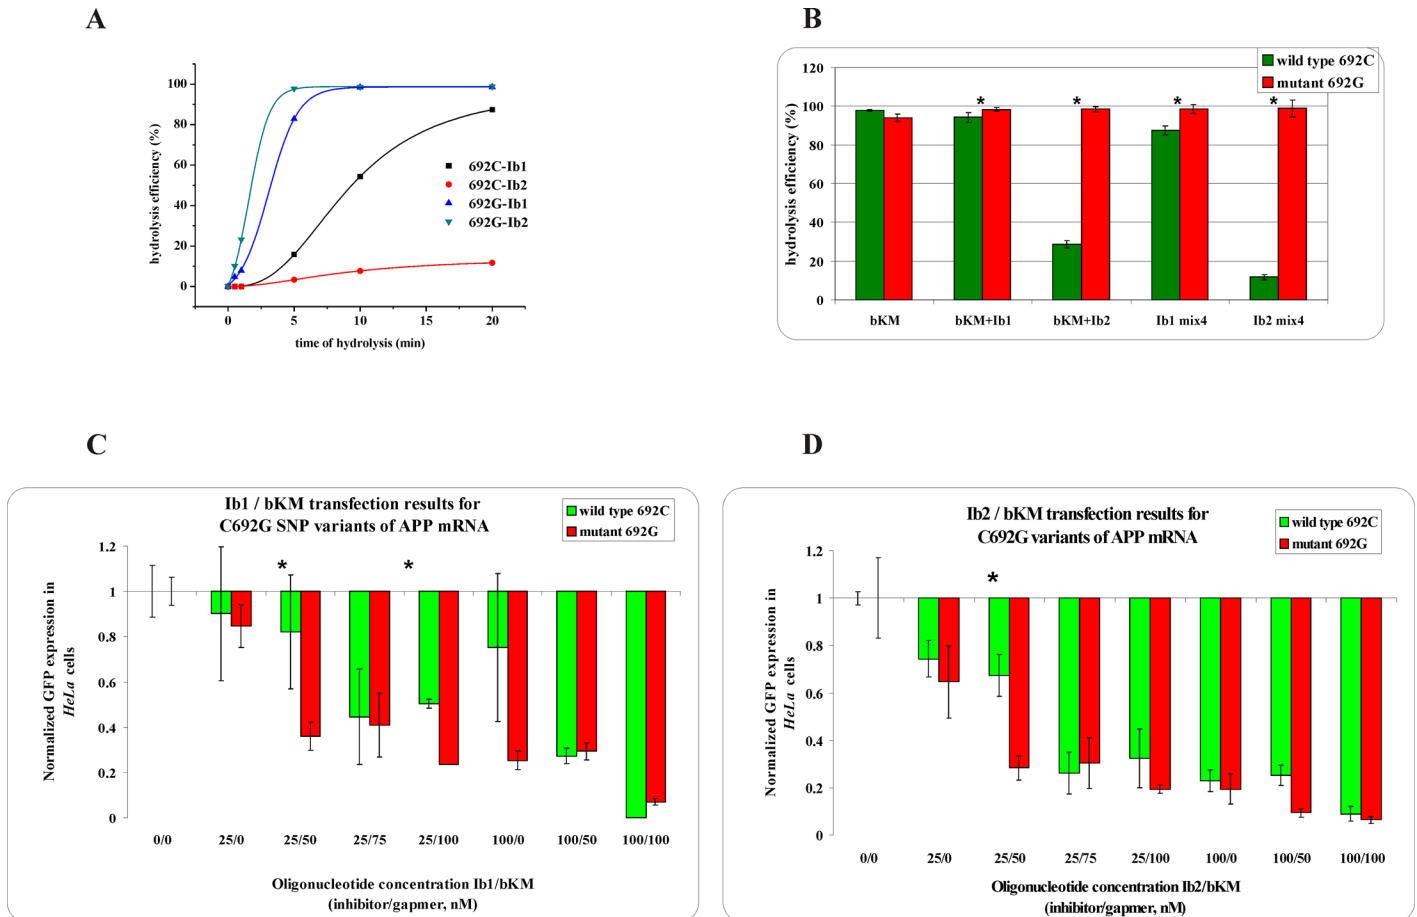 A
hydrolysis efficiency (%)
100
80
60
40
20
0
692C-Ib1
692C-Ib2
692G-Ib1
692G-Ib2
0 5 10 15 20
time of hydrolysis (min)
B
wild type 692C
mutant 692G
hydrolysis efficiency (%)
120
100
80
60
40
20
0
* * * *
bKM bKM+Ib1 bKM+Ib2 Ib1 mix4 Ib2 mix4
C
Ib1 / bKM transfection results for
C692G SNP variants of APP mRNA
wild type 692C
mutant 692G
Normalized GFP expression in
HeLa cells
1.2
1
0.8
0.6
0.4
0.2
0
* *
0/0 25/0 25/50 25/75 25/100 100/0 100/50 100/100
Oligonucleotide concentration Ib1/bKM
(inhibitor/gapmer, nM)
D
Ib2 / bKM transfection results for
C692G variants of APP mRNA
wild type 692C
mutant 692G
Normalized GFP expression in
HeLa cells
1,2
1
0,8
0,6
0,4
0,2
0
*
0/0 25/0 25/50 25/75 25/100 100/0 100/50 100/100
Oligonucleotide concentration Ib2/bKM
(inhibitor/gapmer, nM)